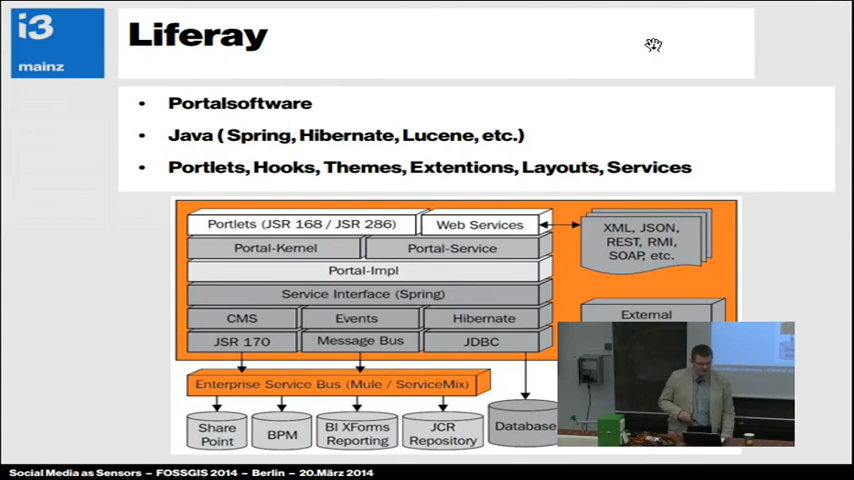 i3
mainz
Liferay
• Portalsoftware
• Java ( Spring, Hibernate, Lucene, etc.)
• Portlets, Hooks, Themes, Extentions, Layouts, Services
Portlets (JSR 168 / JSR 286)
Web Services
XML, JSON,
REST, RMI,
SOAP, etc.
Portal-Kernel
Portal-Service
Portal-Impl
Service Interface (Spring)
External
CMS
Events
Hibernate
JSR 170
Message Bus
JDBC
Enterprise Service Bus (Mule / ServiceMix)
Share
Point
BPM
BI XForms
Reporting
JCR
Repository
Database
Social Media as Sensors – FOSSGIS 2014 – Berlin – 20.März 2014